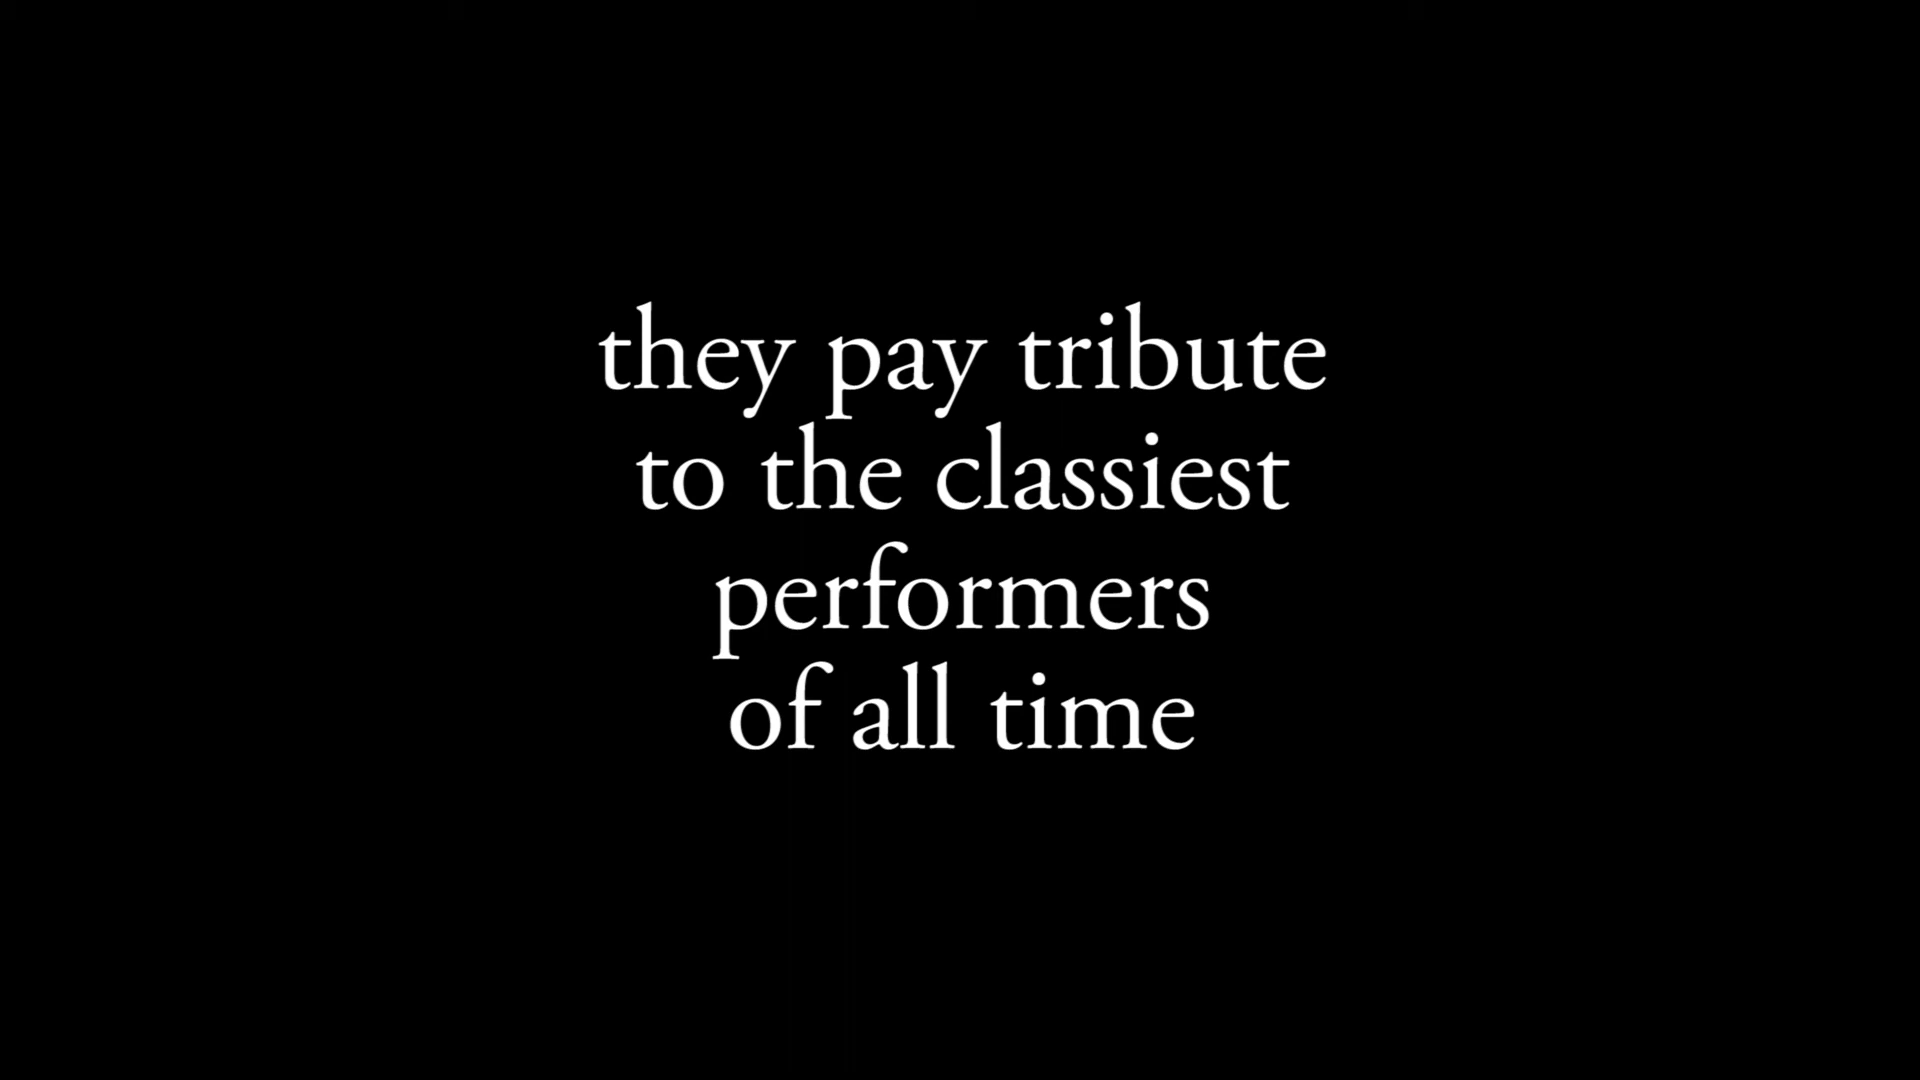 they pay tribute
to the classiest
performers
of all time